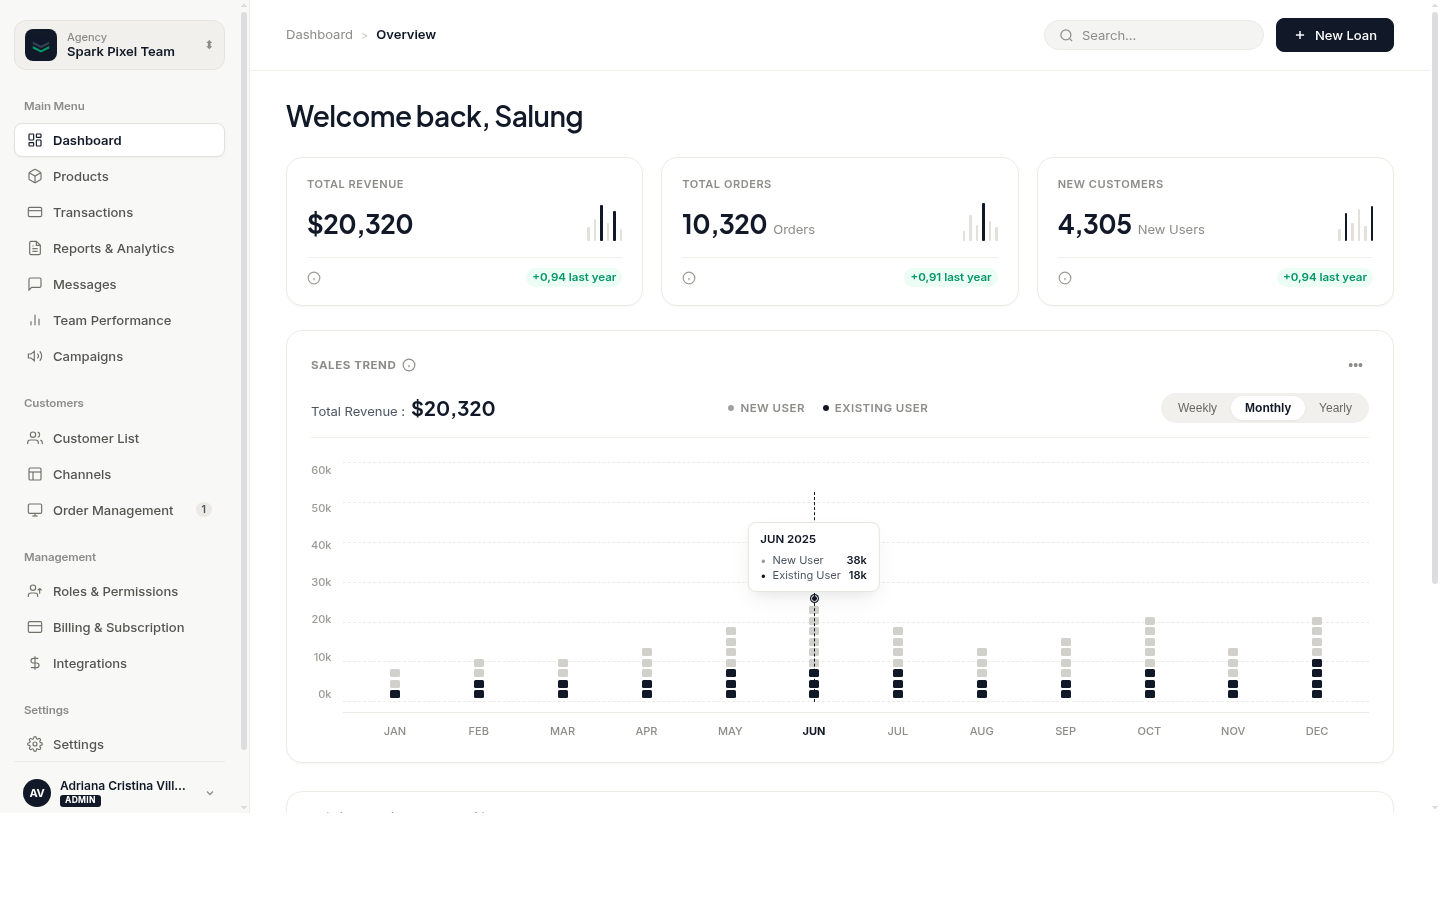 Agency
Spark Pixel Team
Main Menu
Dashboard
Products
Transactions
Reports & Analytics
Messages
Team Performance
Campaigns
Customers
Customer List
Channels
Order Management 1
Management
Roles & Permissions
Billing & Subscription
Integrations
Settings
Settings
AV Adriana Cristina Vill...
ADMIN
Dashboard > Overview
Search...
+ New Loan
Welcome back, Salung
TOTAL REVENUE
$20,320
+0,94 last year
TOTAL ORDERS
10,320 Orders
+0,91 last year
NEW CUSTOMERS
4,305 New Users
+0,94 last year
SALES TREND
Total Revenue : $20,320
NEW USER EXISTING USER
Weekly Monthly Yearly
60k
50k
40k
30k
20k
10k
0k
JUN 2025
• New User 38k
• Existing User 18k
JAN FEB MAR APR MAY JUN JUL AUG SEP OCT NOV DEC